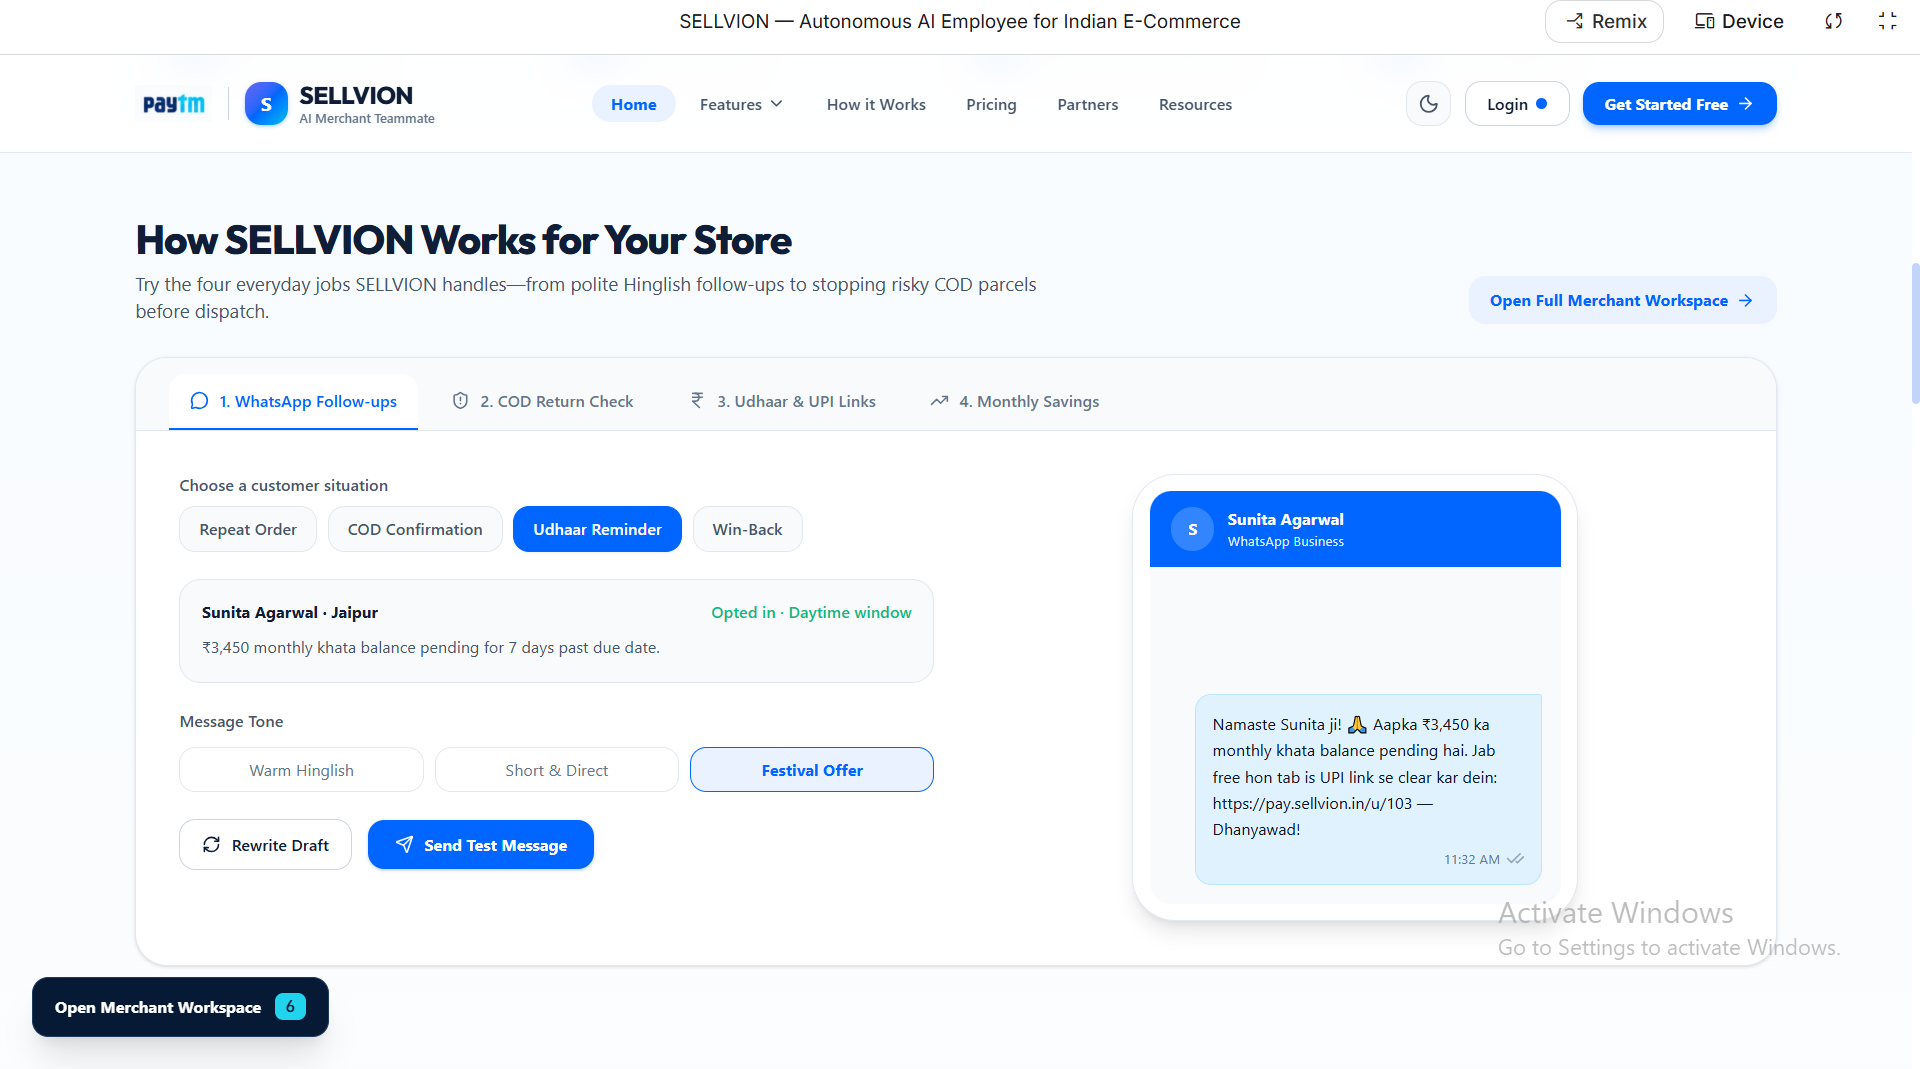 SELLVION — Autonomous AI Employee for Indian E-Commerce
Remix
Device
paytm
S
SELLVION
AI Merchant Teammate
Home
Features
How it Works
Pricing
Partners
Resources
Login
Get Started Free
How SELLVION Works for Your Store
Try the four everyday jobs SELLVION handles—from polite Hinglish follow-ups to stopping risky COD parcels
before dispatch.
Open Full Merchant Workspace
1. WhatsApp Follow-ups
2. COD Return Check
3. Udhaar & UPI Links
4. Monthly Savings
Choose a customer situation
Repeat Order
COD Confirmation
Udhaar Reminder
Win-Back
Sunita Agarwal · Jaipur
Opted in · Daytime window
₹3,450 monthly khata balance pending for 7 days past due date.
Message Tone
Warm Hinglish
Short & Direct
Festival Offer
Rewrite Draft
Send Test Message
S
Sunita Agarwal
WhatsApp Business
Namaste Sunita ji! 🙏 Aapka ₹3,450 ka
monthly khata balance pending hai. Jab
free hon tab is UPI link se clear kar dein:
https://pay.sellvion.in/u/103 —
Dhanyawad!
11:32 AM
Activate Windows
Go to Settings to activate Windows.
Open Merchant Workspace
6